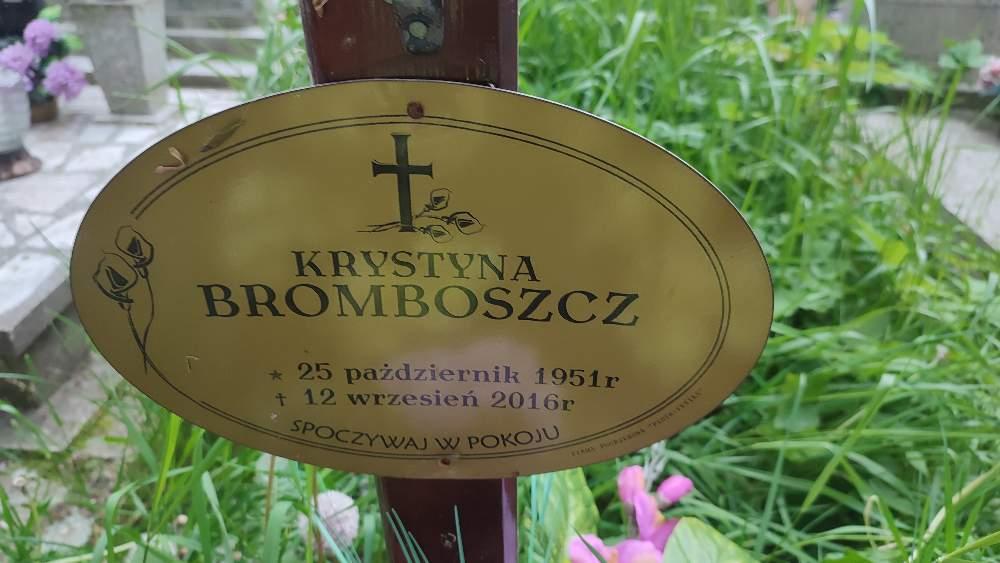 KRYSTYNA
BROMBOSZCZ
★ 25 październik 1951r
† 12 wrzesień 2016r
SPOCZYWAJ W POKOJU